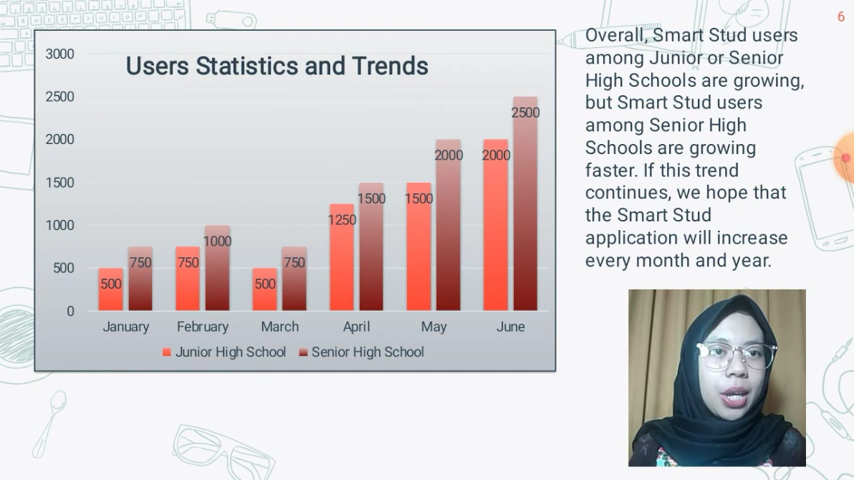 6
Users Statistics and Trends
3000
2500
2000
1500
1000
500
0
500 750 750 1000 500 750 1250 1500 1500 2000 2000 2500
January February March April May June
Junior High School Senior High School
Overall, Smart Stud users
among Junior or Senior
High Schools are growing,
but Smart Stud users
among Senior High
Schools are growing
faster. If this trend
continues, we hope that
the Smart Stud
application will increase
every month and year.